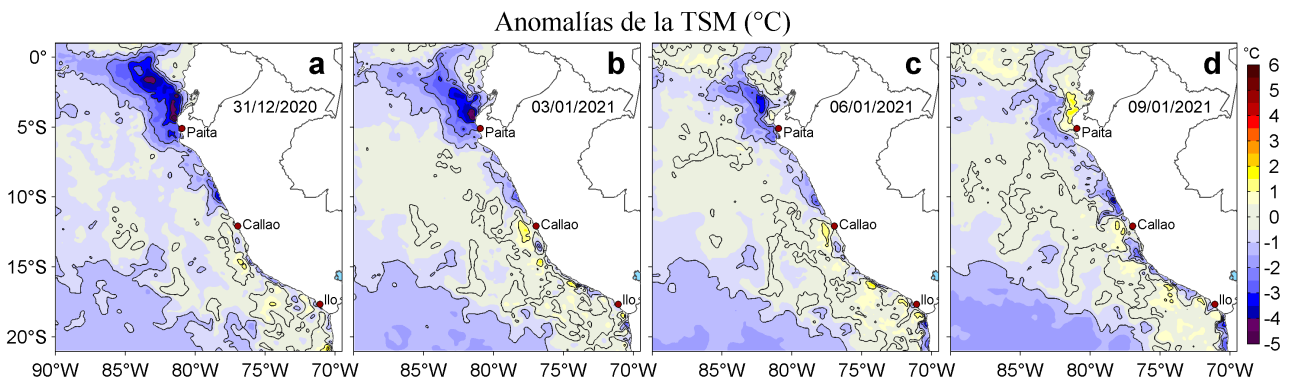 Anomalías de la TSM (°C)
a
b
c
d
31/12/2020
03/01/2021
06/01/2021
09/01/2021
Paita
Paita
Paita
Paita
Callao
Callao
Callao
Callao
Ilo
Ilo
Ilo
Ilo
0°
5°S
10°S
15°S
20°S
90°W 85°W 80°W 75°W 70°W
85°W 80°W 75°W 70°W
85°W 80°W 75°W 70°W
85°W 80°W 75°W 70°W
°C
6
5
4
3
2
1
0
-1
-2
-3
-4
-5